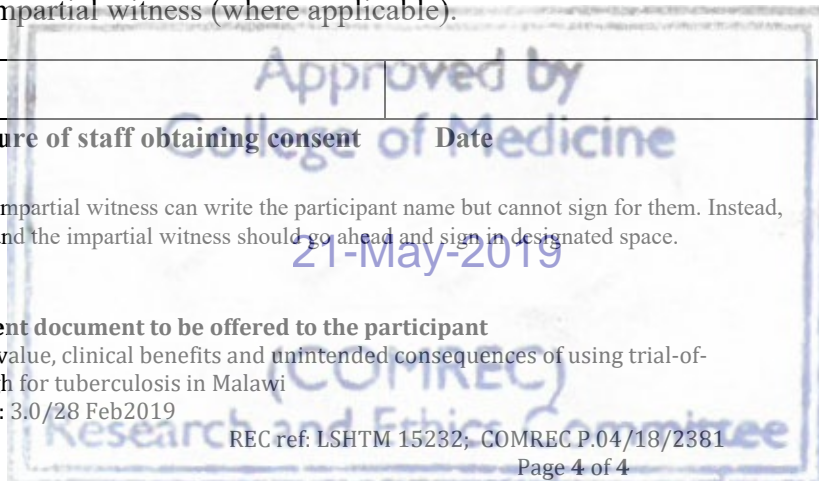 mpartial witness (where applicable).
Approved by
ure of staff obtaining consent Date
College of Medicine
mpartial witness can write the participant name but cannot sign for them. Instead,
nd the impartial witness should go ahead and sign in designated space.
21-May-2019
ent document to be offered to the participant
value, clinical benefits and unintended consequences of using trial-of-
h for tuberculosis in Malawi
(COMREC)
: 3.0/28 Feb2019
Research and Ethics Committee
REC ref: LSHTM 15232; COMREC P.04/18/2381
Page 4 of 4